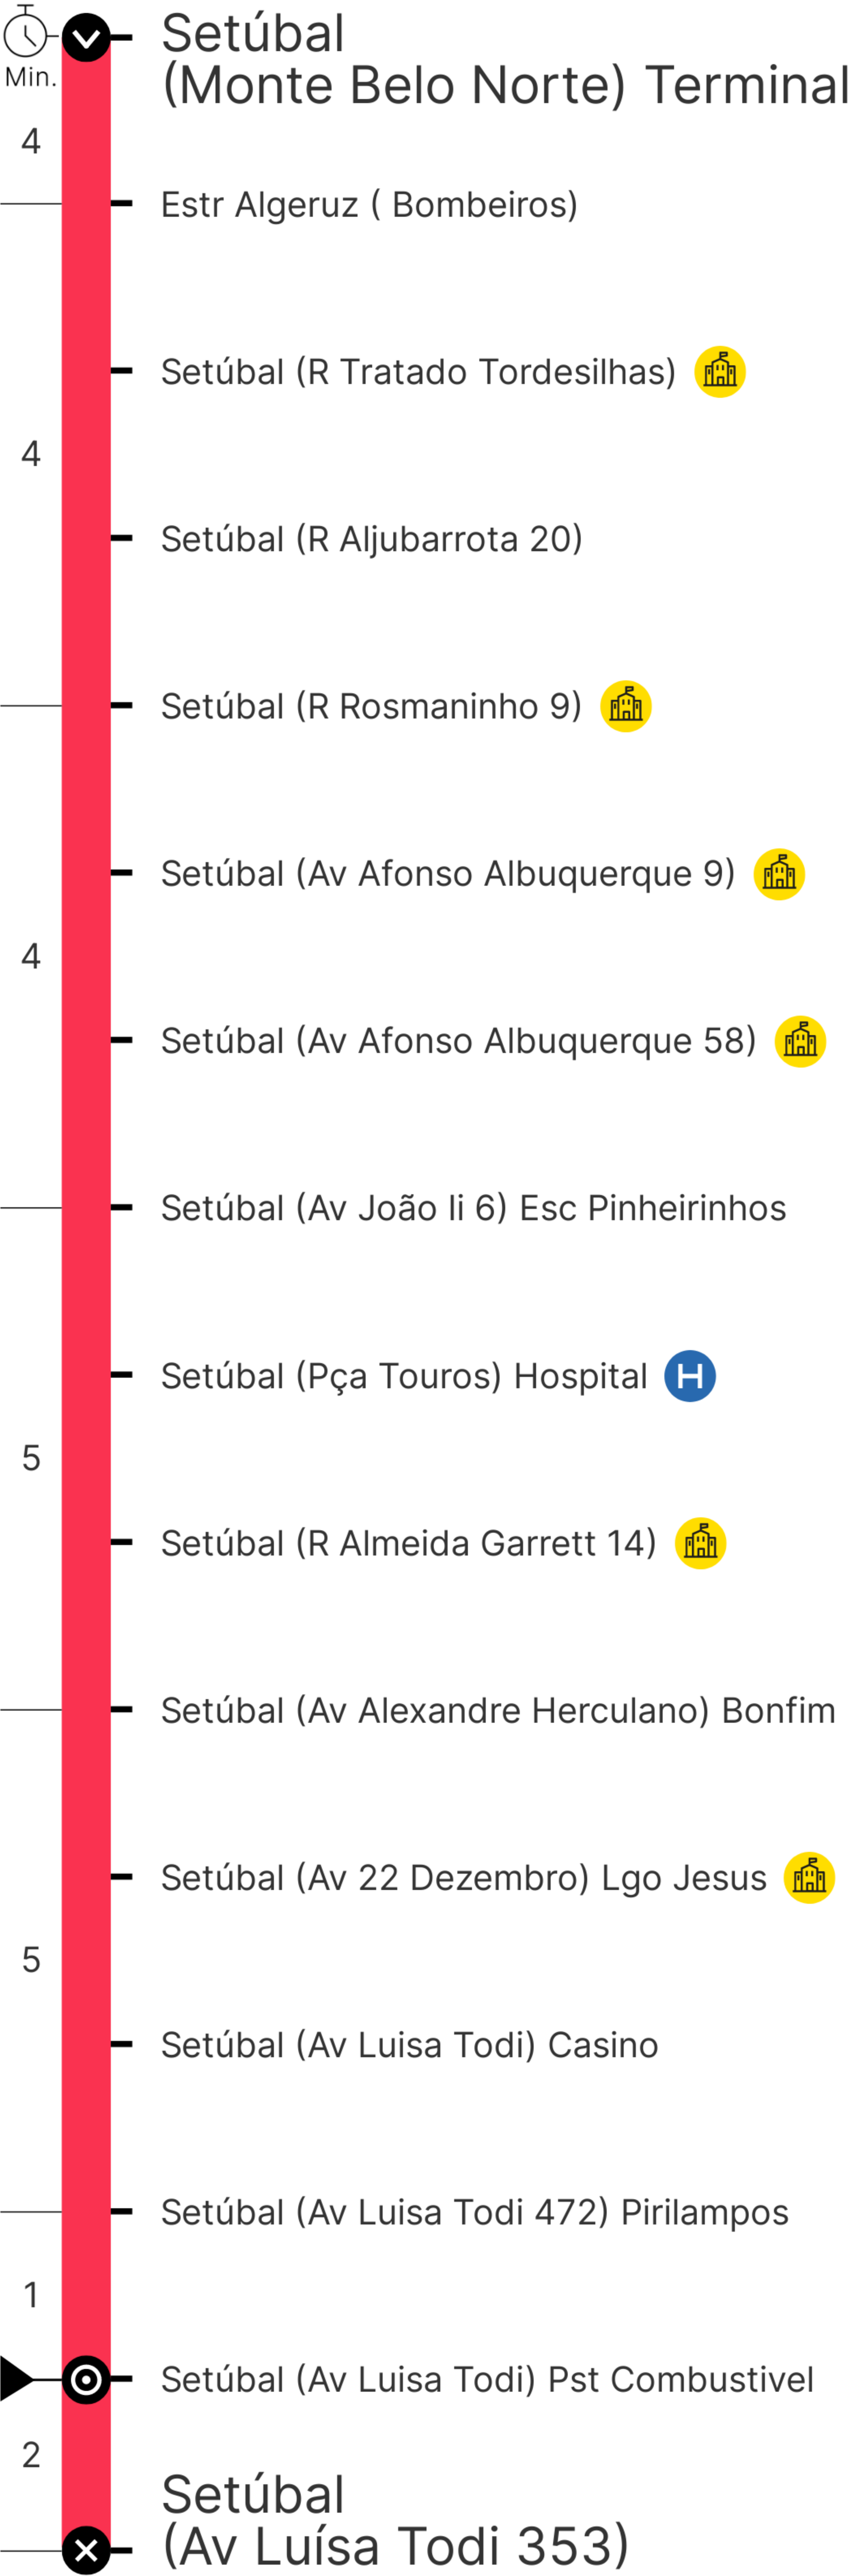 Setúbal
(Monte Belo Norte) Terminal
Min.
4
Estr Algeruz ( Bombeiros)
Setúbal (R Tratado Tordesilhas)
4
Setúbal (R Aljubarrota 20)
Setúbal (R Rosmaninho 9)
Setúbal (Av Afonso Albuquerque 9)
4
Setúbal (Av Afonso Albuquerque 58)
Setúbal (Av João Ii 6) Esc Pinheirinhos
Setúbal (Pça Touros) Hospital H
5
Setúbal (R Almeida Garrett 14)
Setúbal (Av Alexandre Herculano) Bonfim
Setúbal (Av 22 Dezembro) Lgo Jesus
5
Setúbal (Av Luisa Todi) Casino
Setúbal (Av Luisa Todi 472) Pirilampos
1
Setúbal (Av Luisa Todi) Pst Combustivel
2
Setúbal
(Av Luísa Todi 353)